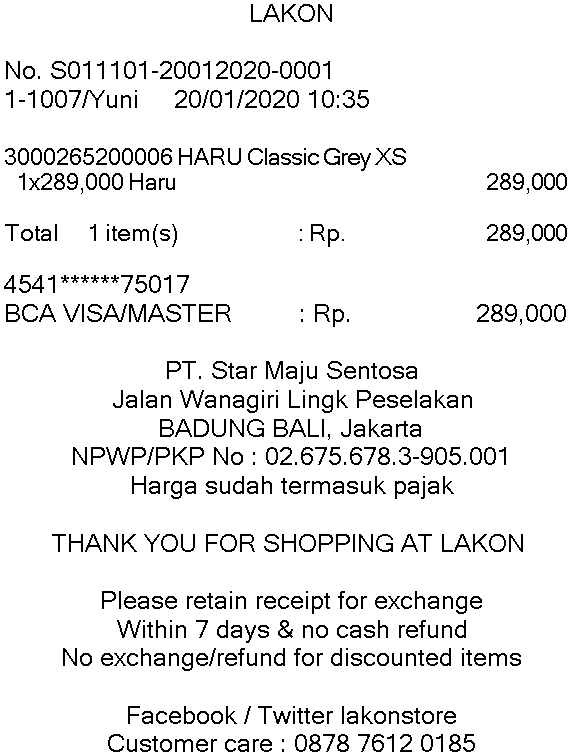 LAKON
No. S011101-20012020-0001
1-1007/Yuni 20/01/2020 10:35
3000265200006 HARU Classic Grey XS
1x289,000 Haru 289,000
Total 1 item(s) : Rp. 289,000
4541******75017
BCA VISA/MASTER : Rp. 289,000
PT. Star Maju Sentosa
Jalan Wanagiri Lingk Peselakan
BADUNG BALI, Jakarta
NPWP/PKP No : 02.675.678.3-905.001
Harga sudah termasuk pajak
THANK YOU FOR SHOPPING AT LAKON
Please retain receipt for exchange
Within 7 days & no cash refund
No exchange/refund for discounted items
Facebook / Twitter lakonstore
Customer care : 0878 7612 0185